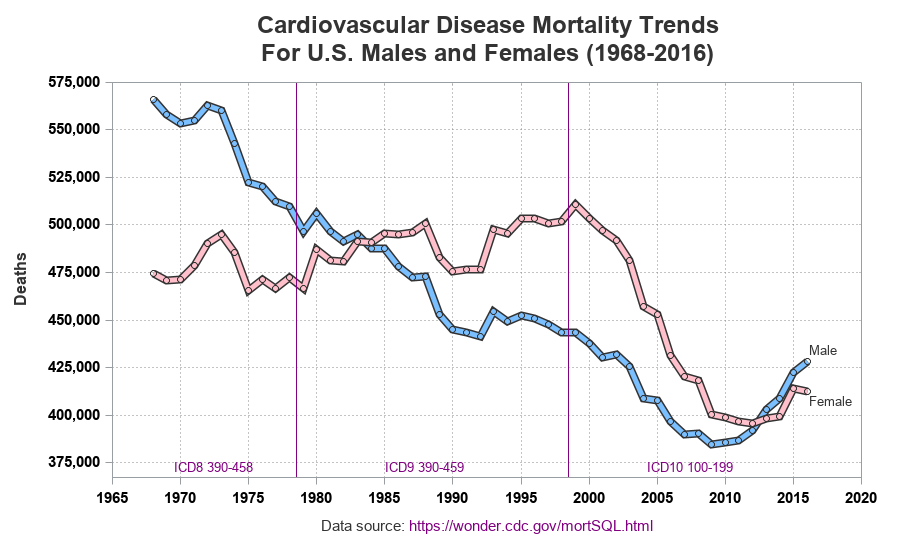 Cardiovascular Disease Mortality Trends
For U.S. Males and Females (1968-2016)
575,000
550,000
525,000
500,000
475,000
450,000
425,000
400,000
375,000
Deaths
Male
Female
ICD8 390-458
ICD9 390-459
ICD10 100-199
1965
1970
1975
1980
1985
1990
1995
2000
2005
2010
2015
2020
Data source: https://wonder.cdc.gov/mortSQL.html